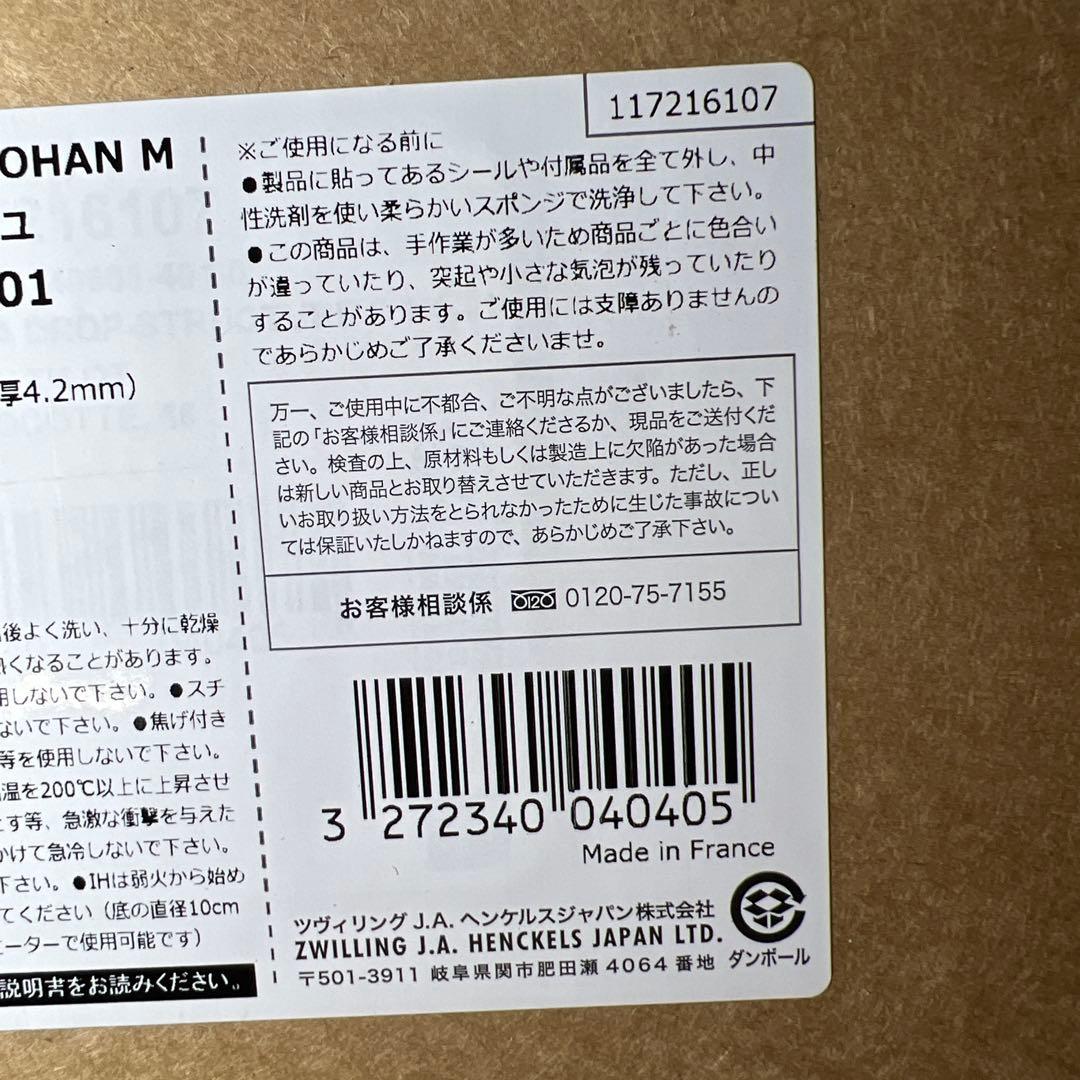 OHAN M
ユ
01
厚4.2mm）
後よく洗い、十分に乾燥
くなることがあります。
用しないで下さい。●スチ
ないで下さい。●焦げ付き
等を使用しないで下さい。
温を200℃以上に上昇させ
とす等、急激な衝撃を与えた
かけて急冷しないで下さい。
下さい。●IHは弱火から始め
てください（底の直径10cm
ーターで使用可能です）
説明書をお読みください。
117216107
※ご使用になる前に
●製品に貼ってあるシールや付属品を全て外し、中
性洗剤を使い柔らかいスポンジで洗浄して下さい。
●この商品は、手作業が多いため商品ごとに色合い
が違っていたり、突起や小さな気泡が残っていたり
することがあります。ご使用には支障ありませんの
であらかじめご了承くださいませ。
万一、ご使用中に不都合、ご不明な点がございましたら、下
記の「お客様相談係」にご連絡くださるか、現品をご送付くだ
さい。検査の上、原材料もしくは製造上に欠陥があった場合
は新しい商品とお取り替えさせていただきます。ただし、正し
いお取り扱い方法をとられなかったために生じた事故につい
ては保証いたしかねますので、あらかじめご了承下さい。
お客様相談係 0120 0120-75-7155
3 272340 040405
Made in France
ツヴィリング J.A. ヘンケルスジャパン株式会社
ZWILLING J.A. HENCKELS JAPAN LTD.
〒501-3911 岐阜県関市肥田瀬 4064 番地
ダンボール